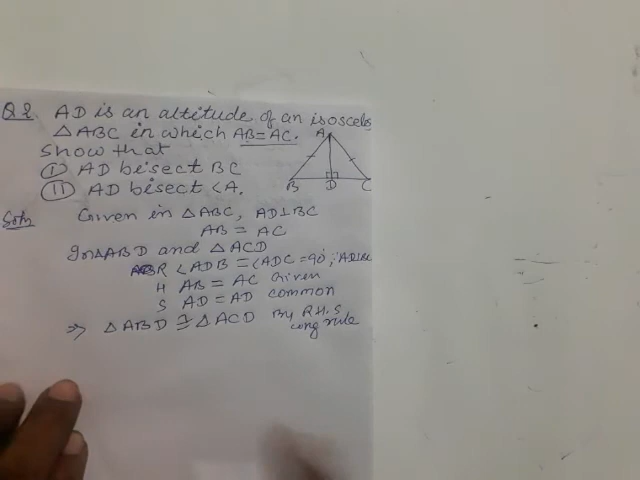 Q2. AD is an altitude of an isosceles
△ABC in which AB=AC.
Show that
(I) AD bisect BC
(II) AD bisect <A.
A
B D C
Soln Given in △ABC, AD⊥BC
AB = AC
In △ABD and △ACD
R <ADB = <ADC = 90°, ∵ AD⊥BC
H AB = AC Given
S AD = AD common
⇒ △ABD ≅ △ACD By R.H.S
cong rule